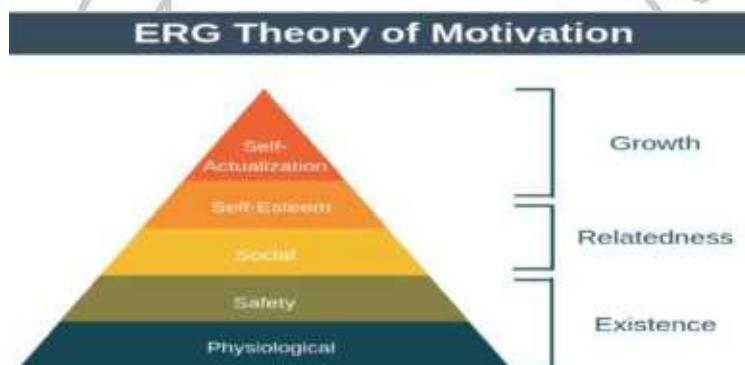 ERG Theory of Motivation
Self-
Actualization
Growth
Self-Esteem
Relatedness
Social
Safety
Existence
Physiological